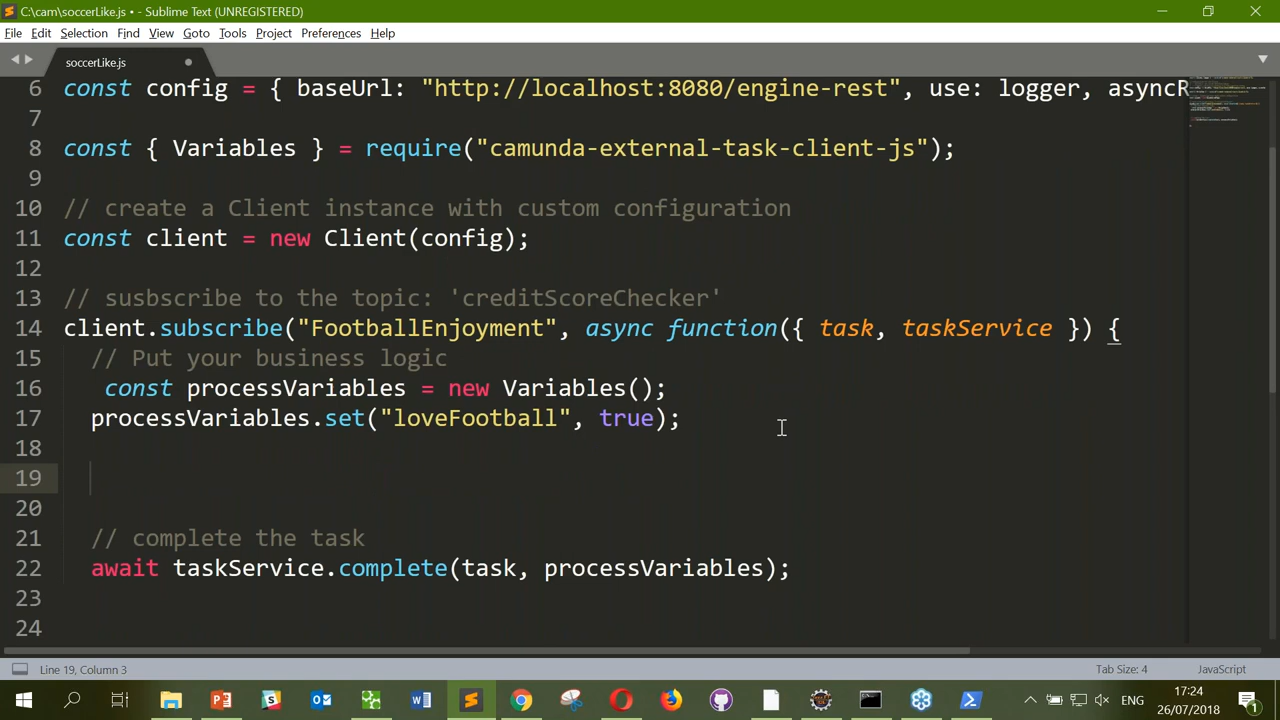 C:\cam\soccerLike.js • - Sublime Text (UNREGISTERED)
File Edit Selection Find View Goto Tools Project Preferences Help
soccerLike.js
6 const config = { baseUrl: "http://localhost:8080/engine-rest", use: logger, asyncR
7
8 const { Variables } = require("camunda-external-task-client-js");
9
10 // create a Client instance with custom configuration
11 const client = new Client(config);
12
13 // susbscribe to the topic: 'creditScoreChecker'
14 client.subscribe("FootballEnjoyment", async function({ task, taskService }) {
15 // Put your business logic
16 const processVariables = new Variables();
17 processVariables.set("loveFootball", true);
18
19
20
21 // complete the task
22 await taskService.complete(task, processVariables);
23
24
Line 19, Column 3 Tab Size: 4 JavaScript
ENG 17:24
26/07/2018 1